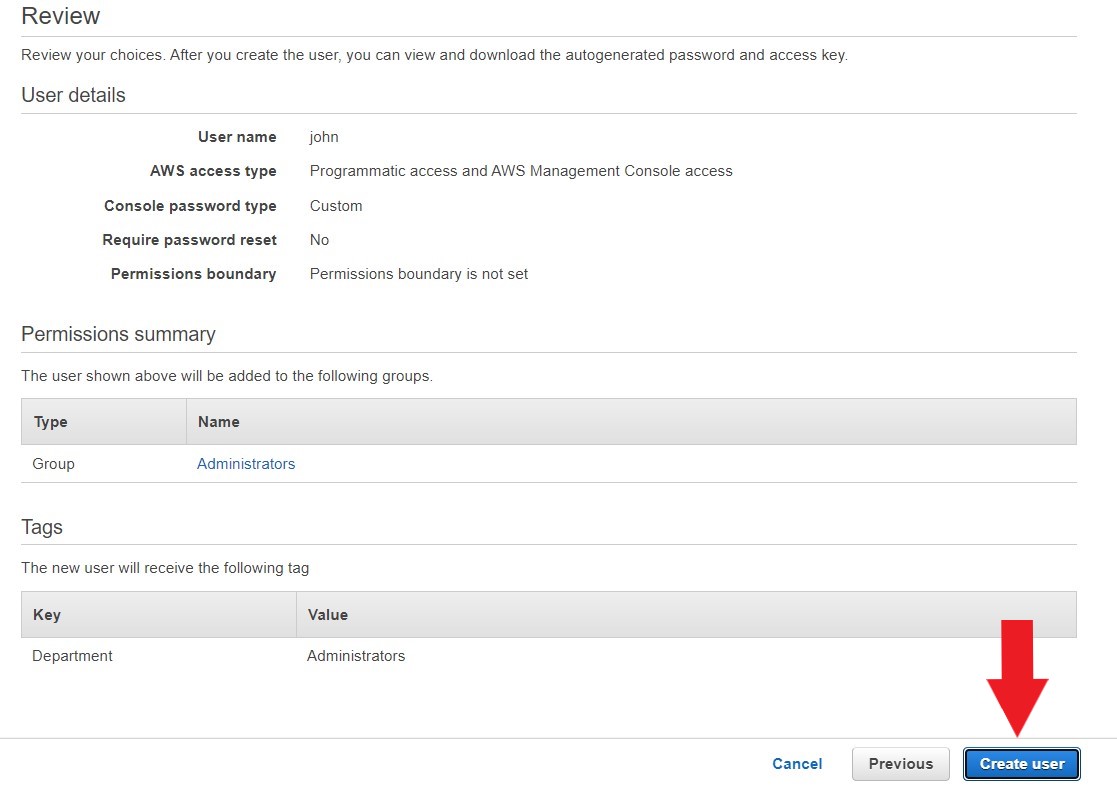 Review
Review your choices. After you create the user, you can view and download the autogenerated password and access key.
User details
User name john
AWS access type Programmatic access and AWS Management Console access
Console password type Custom
Require password reset No
Permissions boundary Permissions boundary is not set
Permissions summary
The user shown above will be added to the following groups.
Type Name
Group Administrators
Tags
The new user will receive the following tag
Key Value
Department Administrators
Cancel Previous Create user